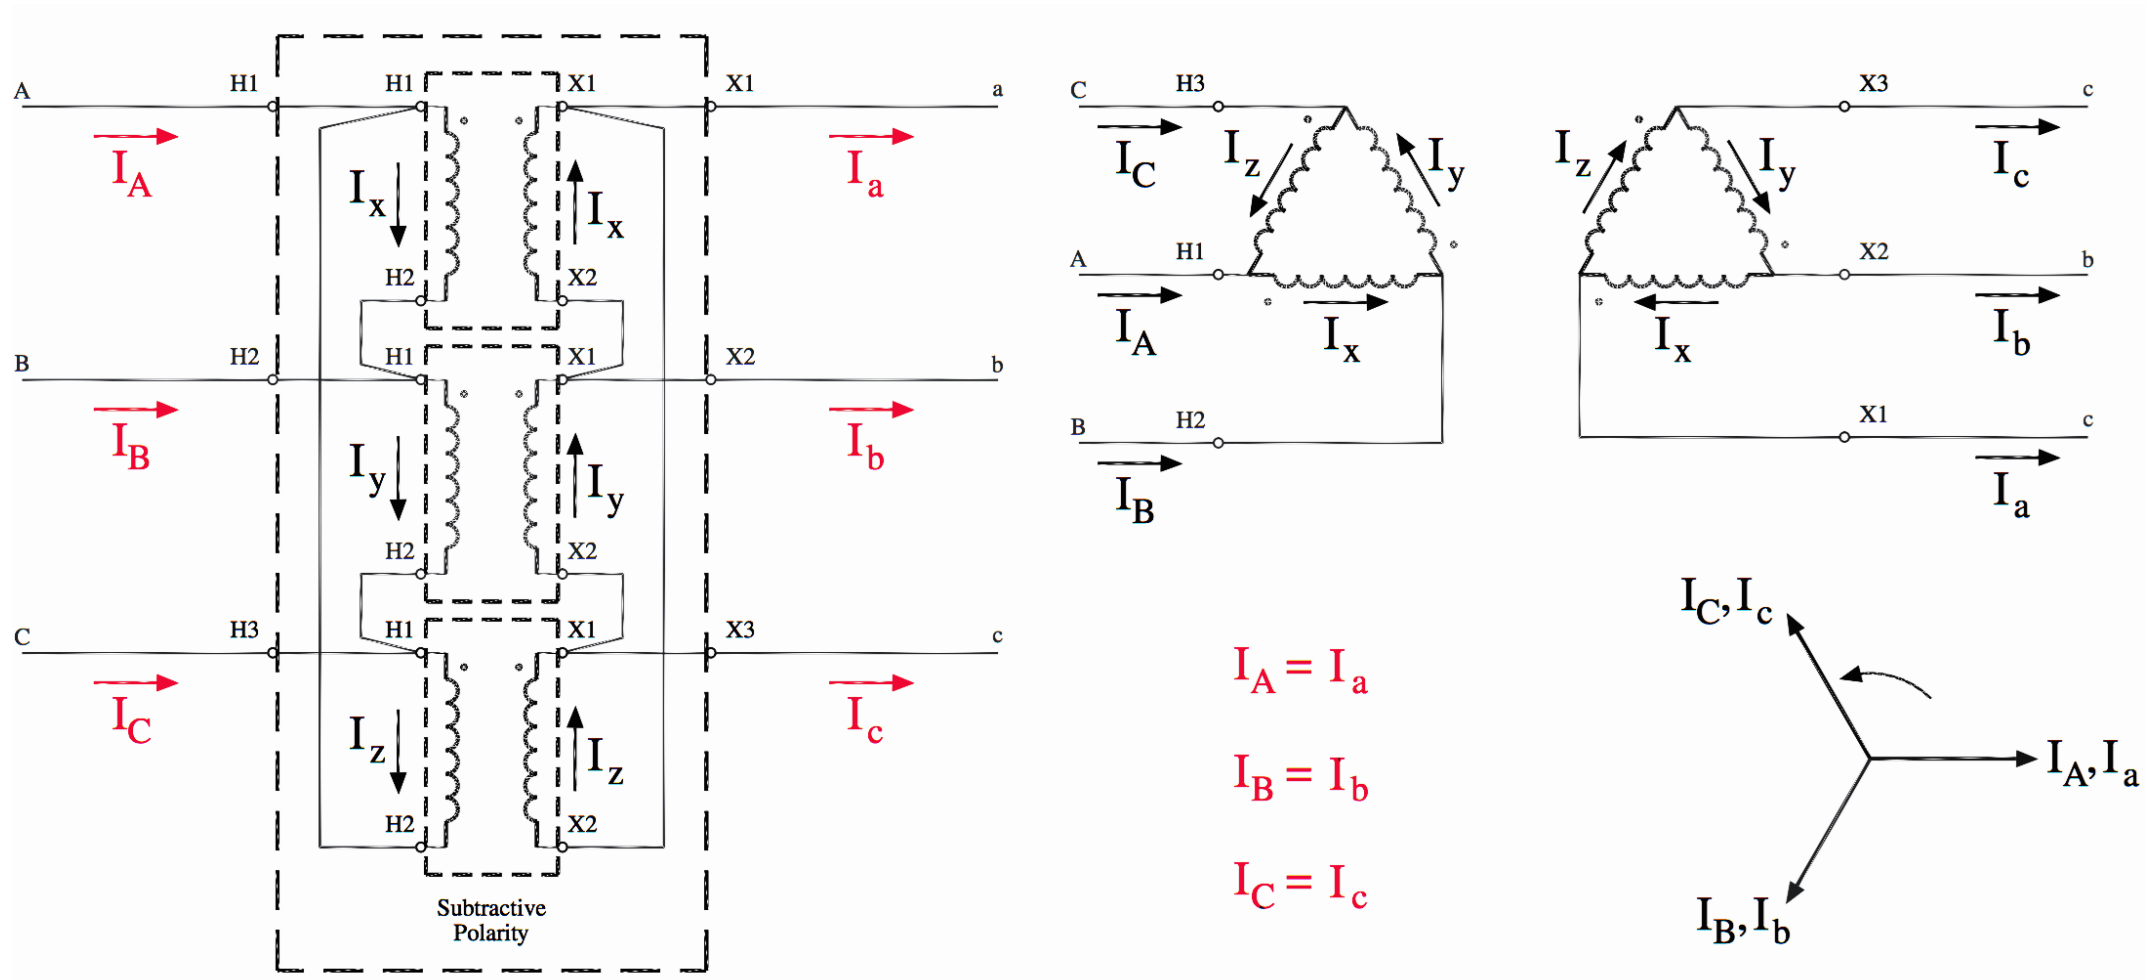 A H1 H1 X1 X1 a
I_A I_x I_x I_a
H2 X2
B H2 H1 X1 X2 b
I_B I_y I_y I_b
H2 X2
C H3 H1 X1 X3 c
I_C I_z I_z I_c
H2 X2
Subtractive
Polarity
C H3
I_C I_z I_y
A H1
I_A I_x
B H2
I_B
X3 c
I_z I_y I_c
X2 b
I_x I_b
X1 c
I_a
I_A = I_a
I_B = I_b
I_C = I_c
I_C, I_c
I_A, I_a
I_B, I_b